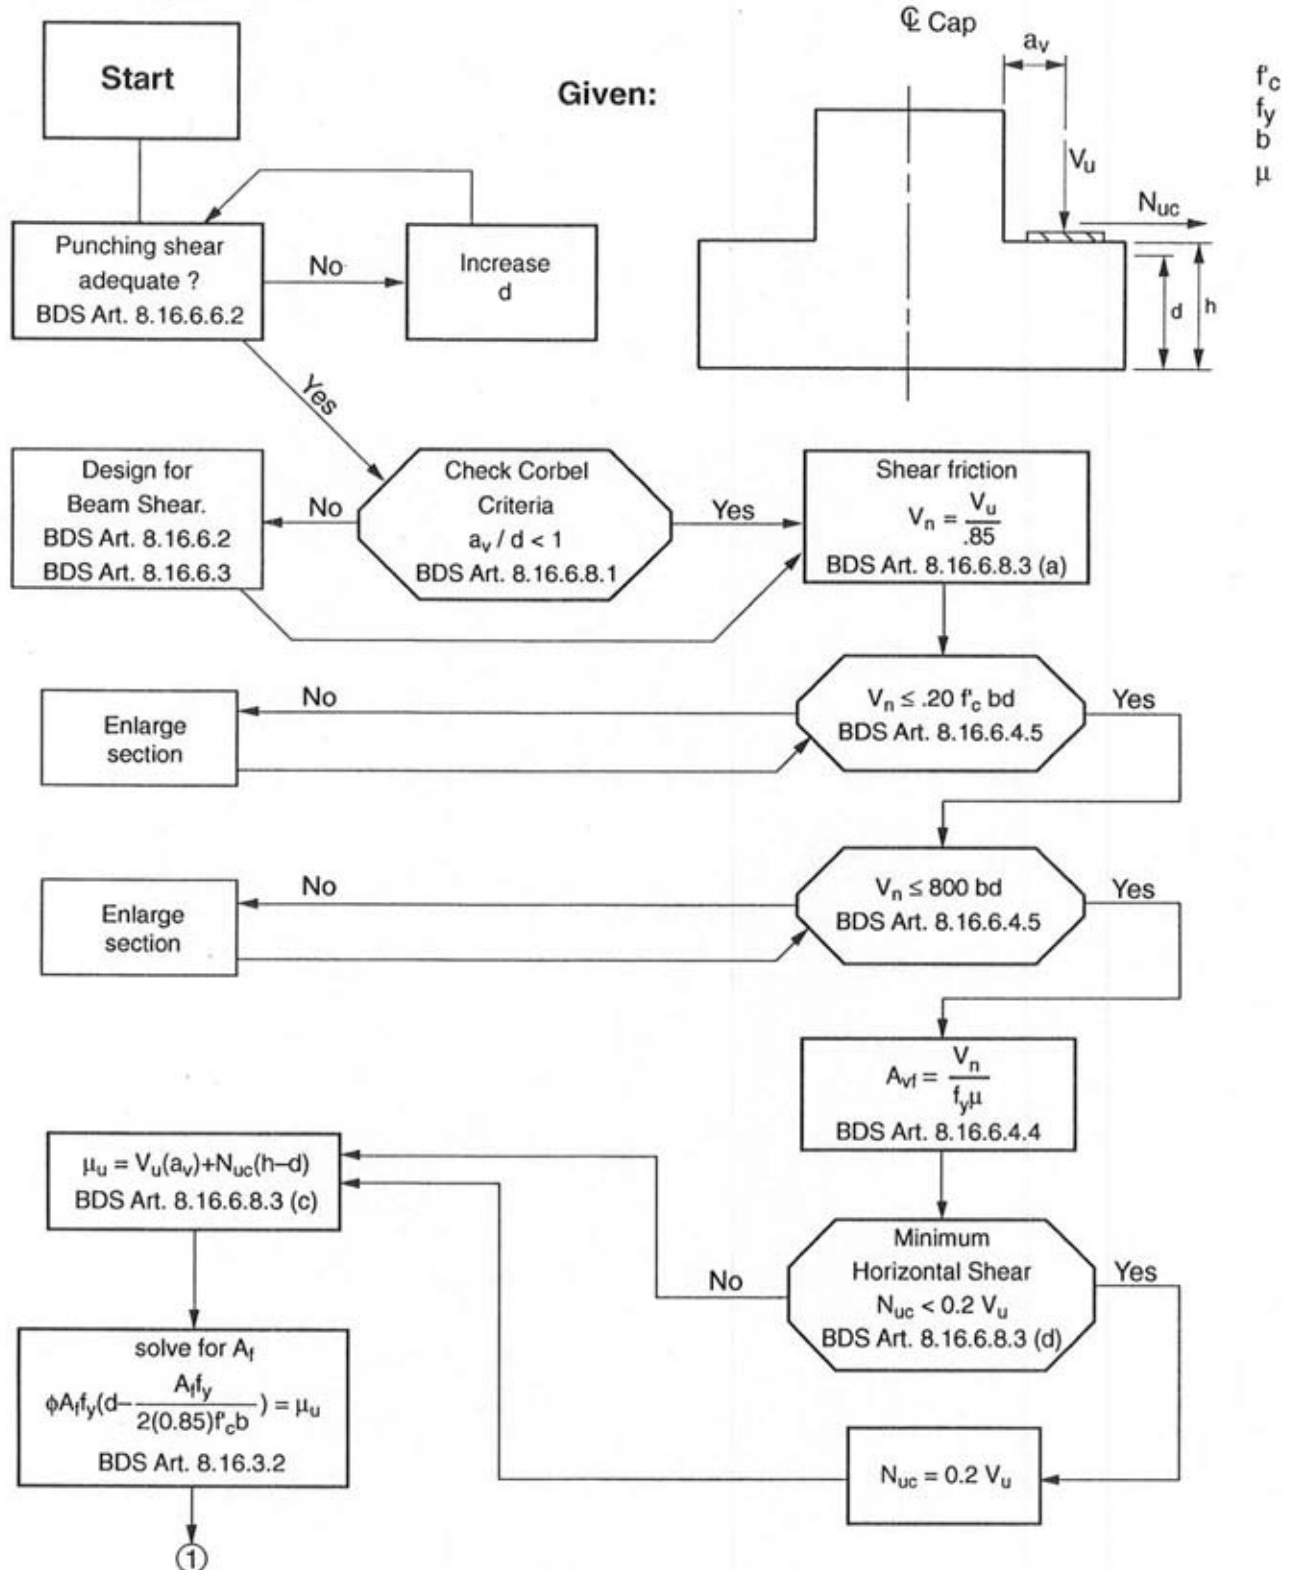 Start
Given:
℄ Cap
a_v
f'c
f_y
b
μ
V_u
N_uc
d
h
Punching shear
adequate ?
BDS Art. 8.16.6.6.2
No
Increase
d
Yes
Design for
Beam Shear.
BDS Art. 8.16.6.2
BDS Art. 8.16.6.3
No
Check Corbel
Criteria
a_v / d < 1
BDS Art. 8.16.6.8.1
Yes
Shear friction
V_n = V_u / .85
BDS Art. 8.16.6.8.3 (a)
Enlarge
section
No
V_n ≤ .20 f'_c bd
BDS Art. 8.16.6.4.5
Yes
Enlarge
section
No
V_n ≤ 800 bd
BDS Art. 8.16.6.4.5
Yes
A_vf = V_n / f_yμ
BDS Art. 8.16.6.4.4
μ_u = V_u(a_v)+N_uc(h–d)
BDS Art. 8.16.6.8.3 (c)
No
Minimum
Horizontal Shear
N_uc < 0.2 V_u
BDS Art. 8.16.6.8.3 (d)
Yes
solve for A_f
φA_ff_y(d– A_ff_y / 2(0.85)f'_cb ) = μ_u
BDS Art. 8.16.3.2
N_uc = 0.2 V_u
1